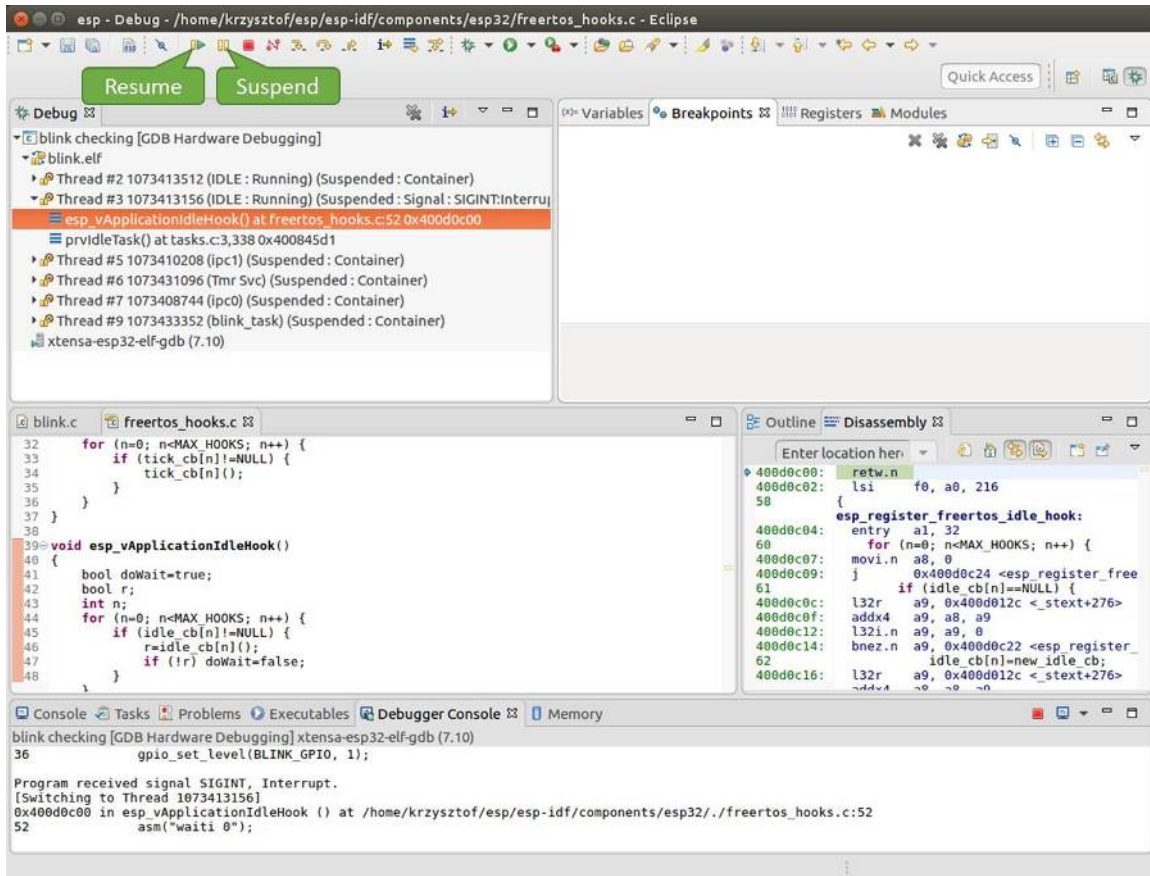 esp - Debug - /home/krzysztof/esp/esp-idf/components/esp32/freertos_hooks.c - Eclipse
Resume
Suspend
Quick Access
Debug
blink checking [GDB Hardware Debugging]
blink.elf
Thread #2 1073413512 (IDLE : Running) (Suspended : Container)
Thread #3 1073413156 (IDLE : Running) (Suspended : Signal : SIGINT:Interru
esp_vApplicationIdleHook() at freertos_hooks.c:52 0x400d0c00
prvIdleTask() at tasks.c:3,338 0x400845d1
Thread #5 1073410208 (ipc1) (Suspended : Container)
Thread #6 1073431096 (Tmr Svc) (Suspended : Container)
Thread #7 1073408744 (ipc0) (Suspended : Container)
Thread #9 1073433352 (blink_task) (Suspended : Container)
xtensa-esp32-elf-gdb (7.10)
(x)= Variables Breakpoints Registers Modules
blink.c freertos_hooks.c
32 for (n=0; n<MAX_HOOKS; n++) {
33 if (tick_cb[n]!=NULL) {
34 tick_cb[n]();
35 }
36 }
37 }
38
39 void esp_vApplicationIdleHook()
40 {
41 bool doWait=true;
42 bool r;
43 int n;
44 for (n=0; n<MAX_HOOKS; n++) {
45 if (idle_cb[n]!=NULL) {
46 r=idle_cb[n]();
47 if (!r) doWait=false;
48 }
}
Outline Disassembly
Enter location her
400d0c00: retw.n
400d0c02: lsi f0, a0, 216
58 {
esp_register_freertos_idle_hook:
400d0c04: entry a1, 32
60 for (n=0; n<MAX_HOOKS; n++) {
400d0c07: movi.n a8, 0
400d0c09: j 0x400d0c24 <esp_register_free
61 if (idle_cb[n]==NULL) {
400d0c0c: l32r a9, 0x400d012c <_stext+276>
400d0c0f: addx4 a9, a8, a9
400d0c12: l32i.n a9, a9, 0
400d0c14: bnez.n a9, 0x400d0c22 <esp_register_
62 idle_cb[n]=new_idle_cb;
400d0c16: l32r a9, 0x400d012c <_stext+276>
addx4 a8, a8, a9
Console Tasks Problems Executables Debugger Console Memory
blink checking [GDB Hardware Debugging] xtensa-esp32-elf-gdb (7.10)
36 gpio_set_level(BLINK_GPIO, 1);
Program received signal SIGINT, Interrupt.
[Switching to Thread 1073413156]
0x400d0c00 in esp_vApplicationIdleHook () at /home/krzysztof/esp/esp-idf/components/esp32/./freertos_hooks.c:52
52 asm("waiti 0");